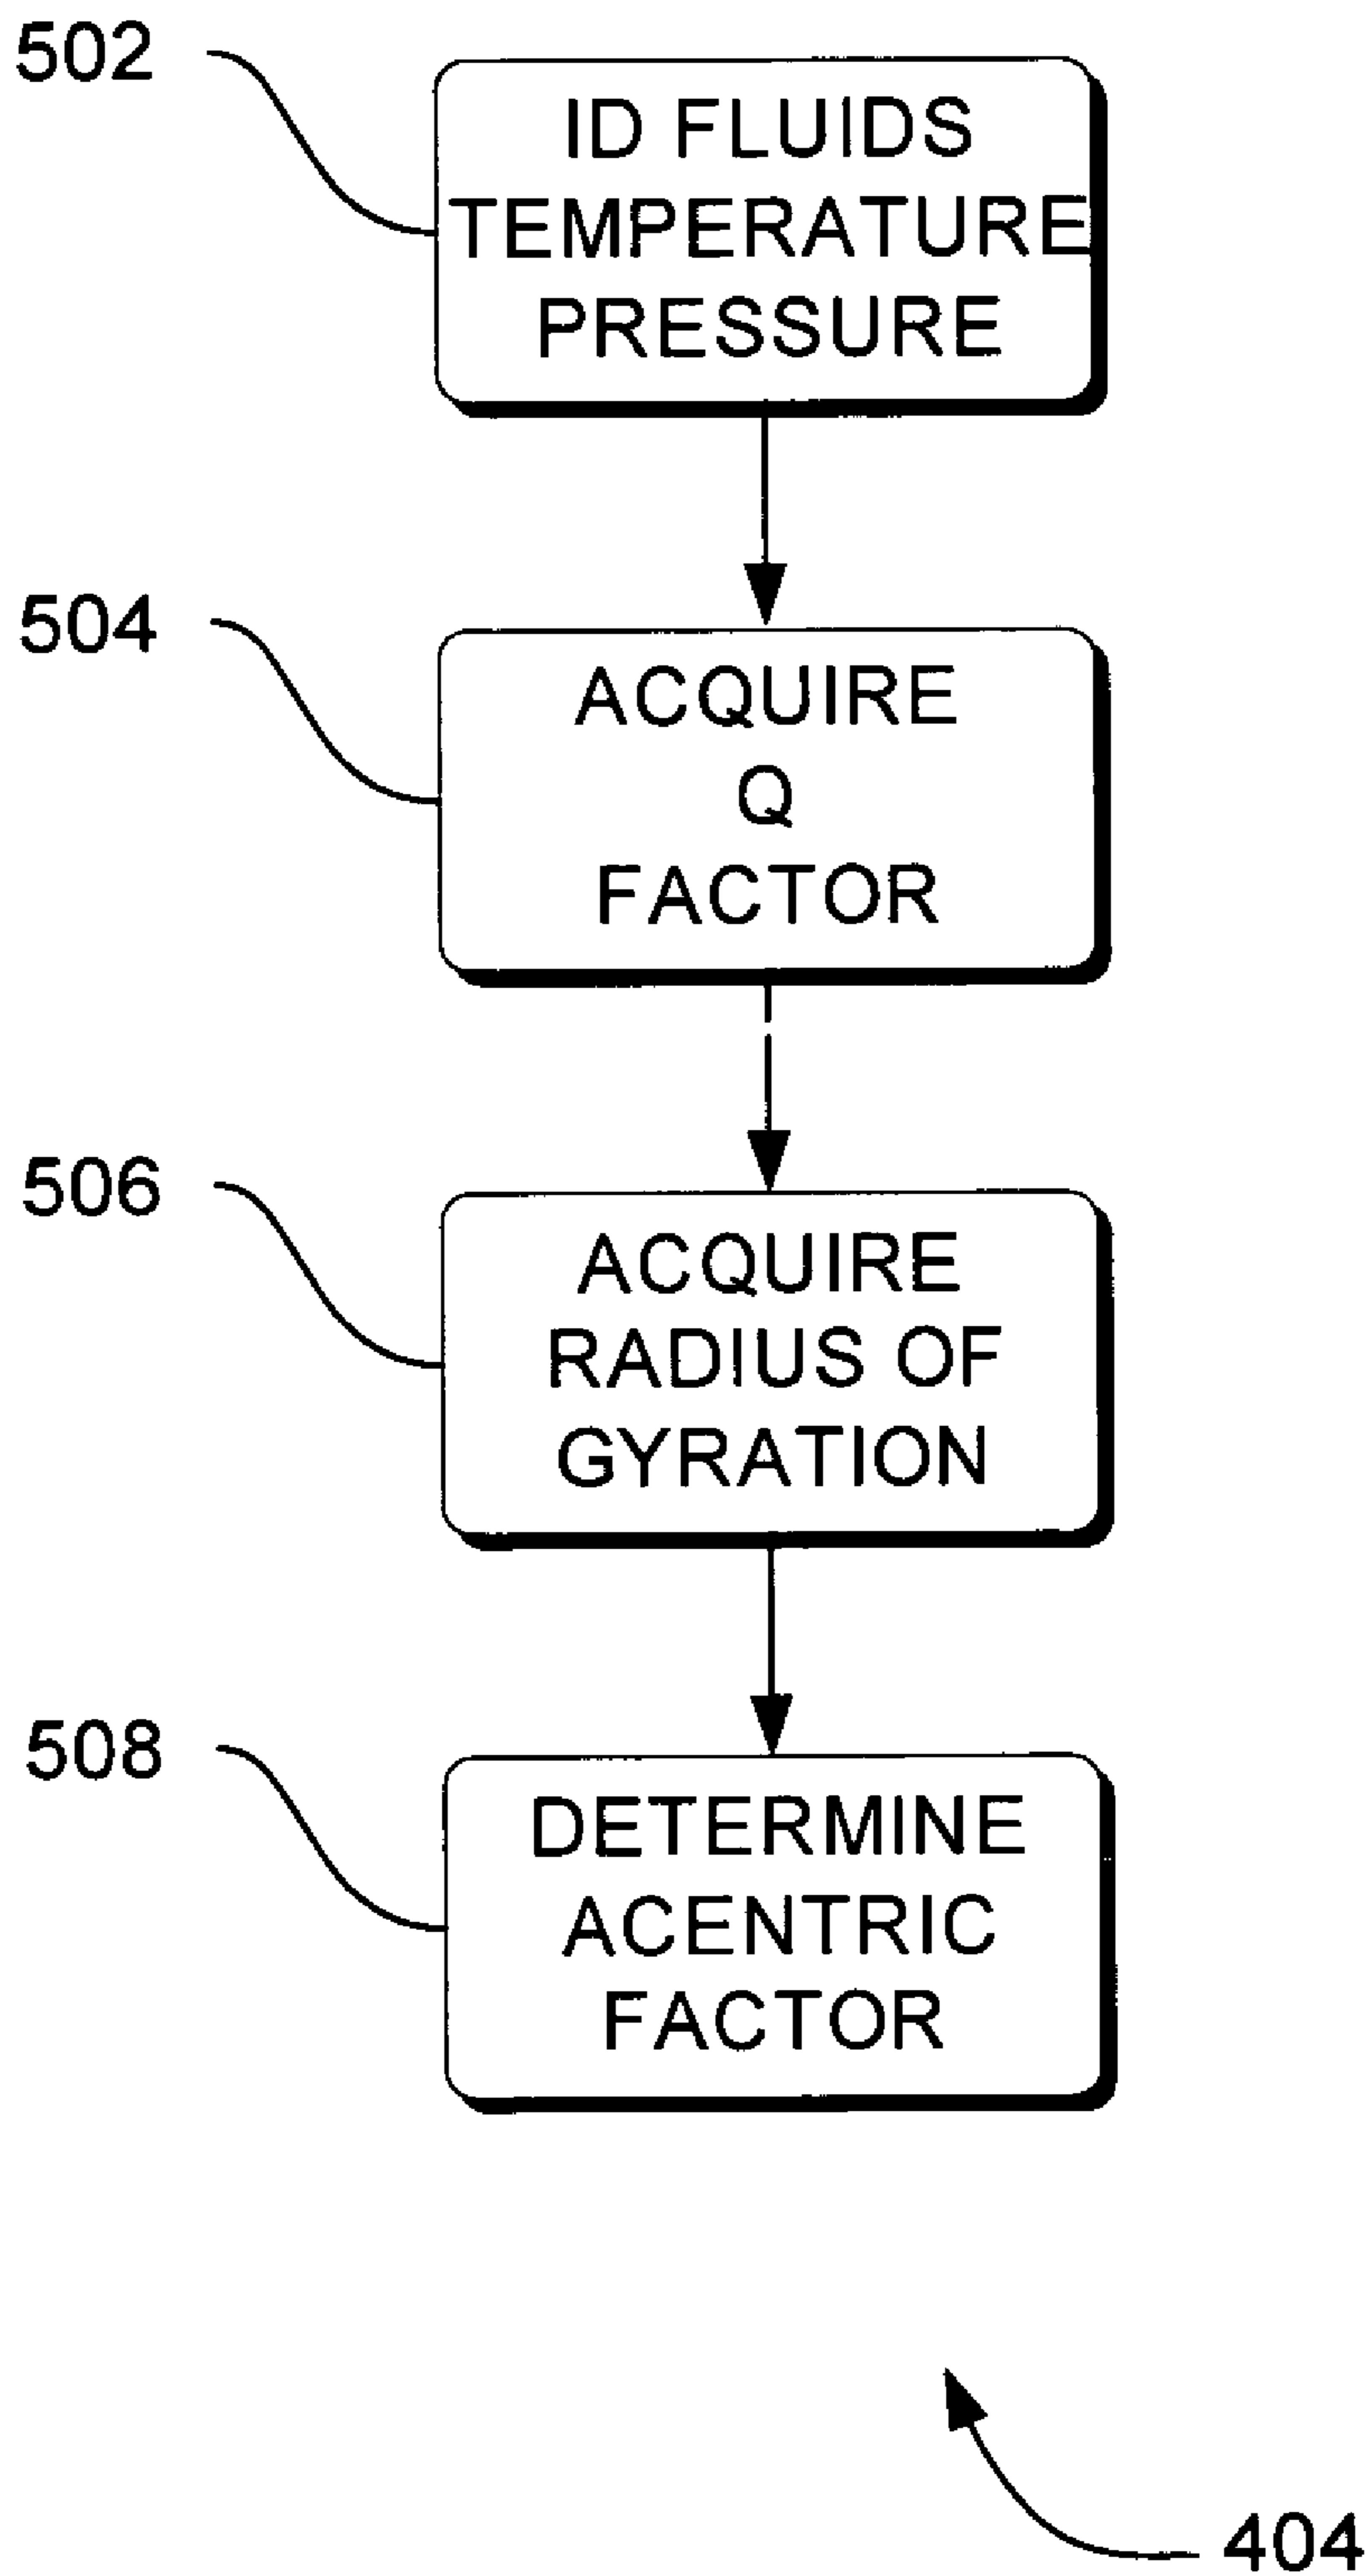 502
ID FLUIDS
TEMPERATURE
PRESSURE
504
ACQUIRE
Q
FACTOR
506
ACQUIRE
RADIUS OF
GYRATION
508
DETERMINE
ACENTRIC
FACTOR
404